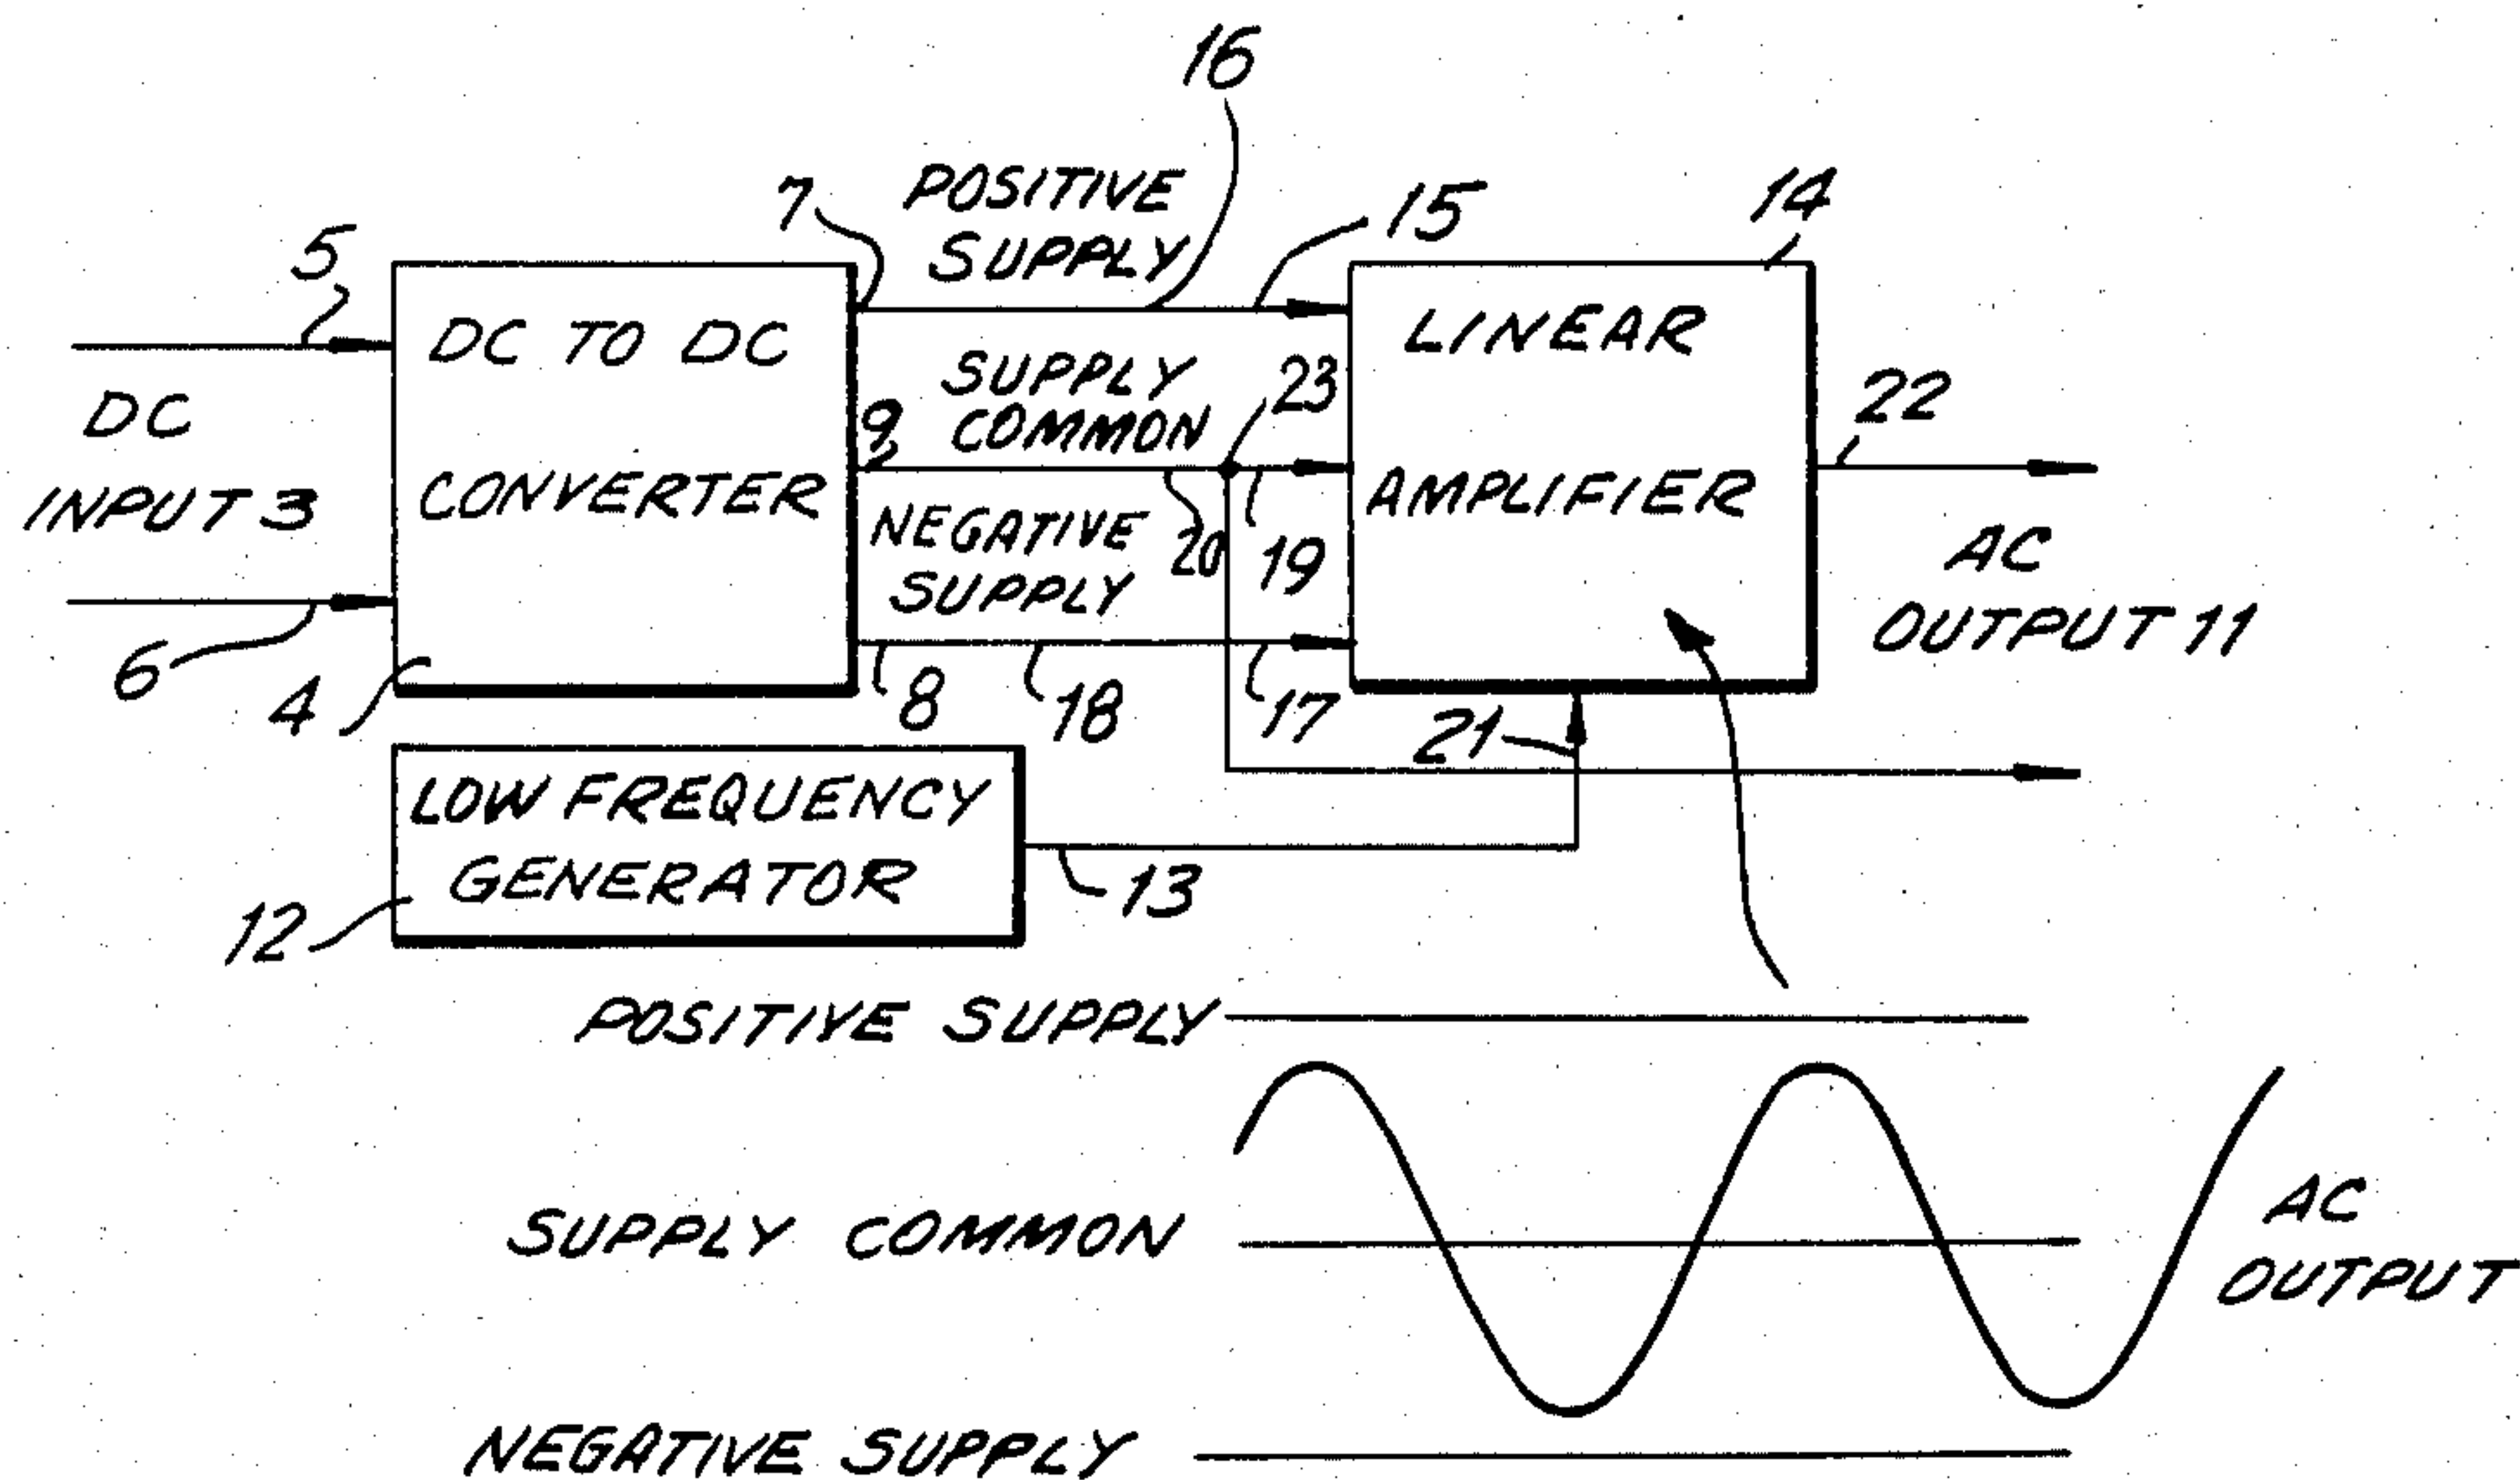 16
7
POSITIVE
SUPPLY
15
14
5
DC TO DC
CONVERTER
LINEAR
AMPLIFIER
DC
INPUT 3
9
SUPPLY
COMMON
23
22
NEGATIVE
SUPPLY
20
19
AC
OUTPUT 11
6
4
8
18
17
21
LOW FREQUENCY
GENERATOR
13
12
POSITIVE SUPPLY
SUPPLY COMMON
AC
OUTPUT
NEGATIVE SUPPLY